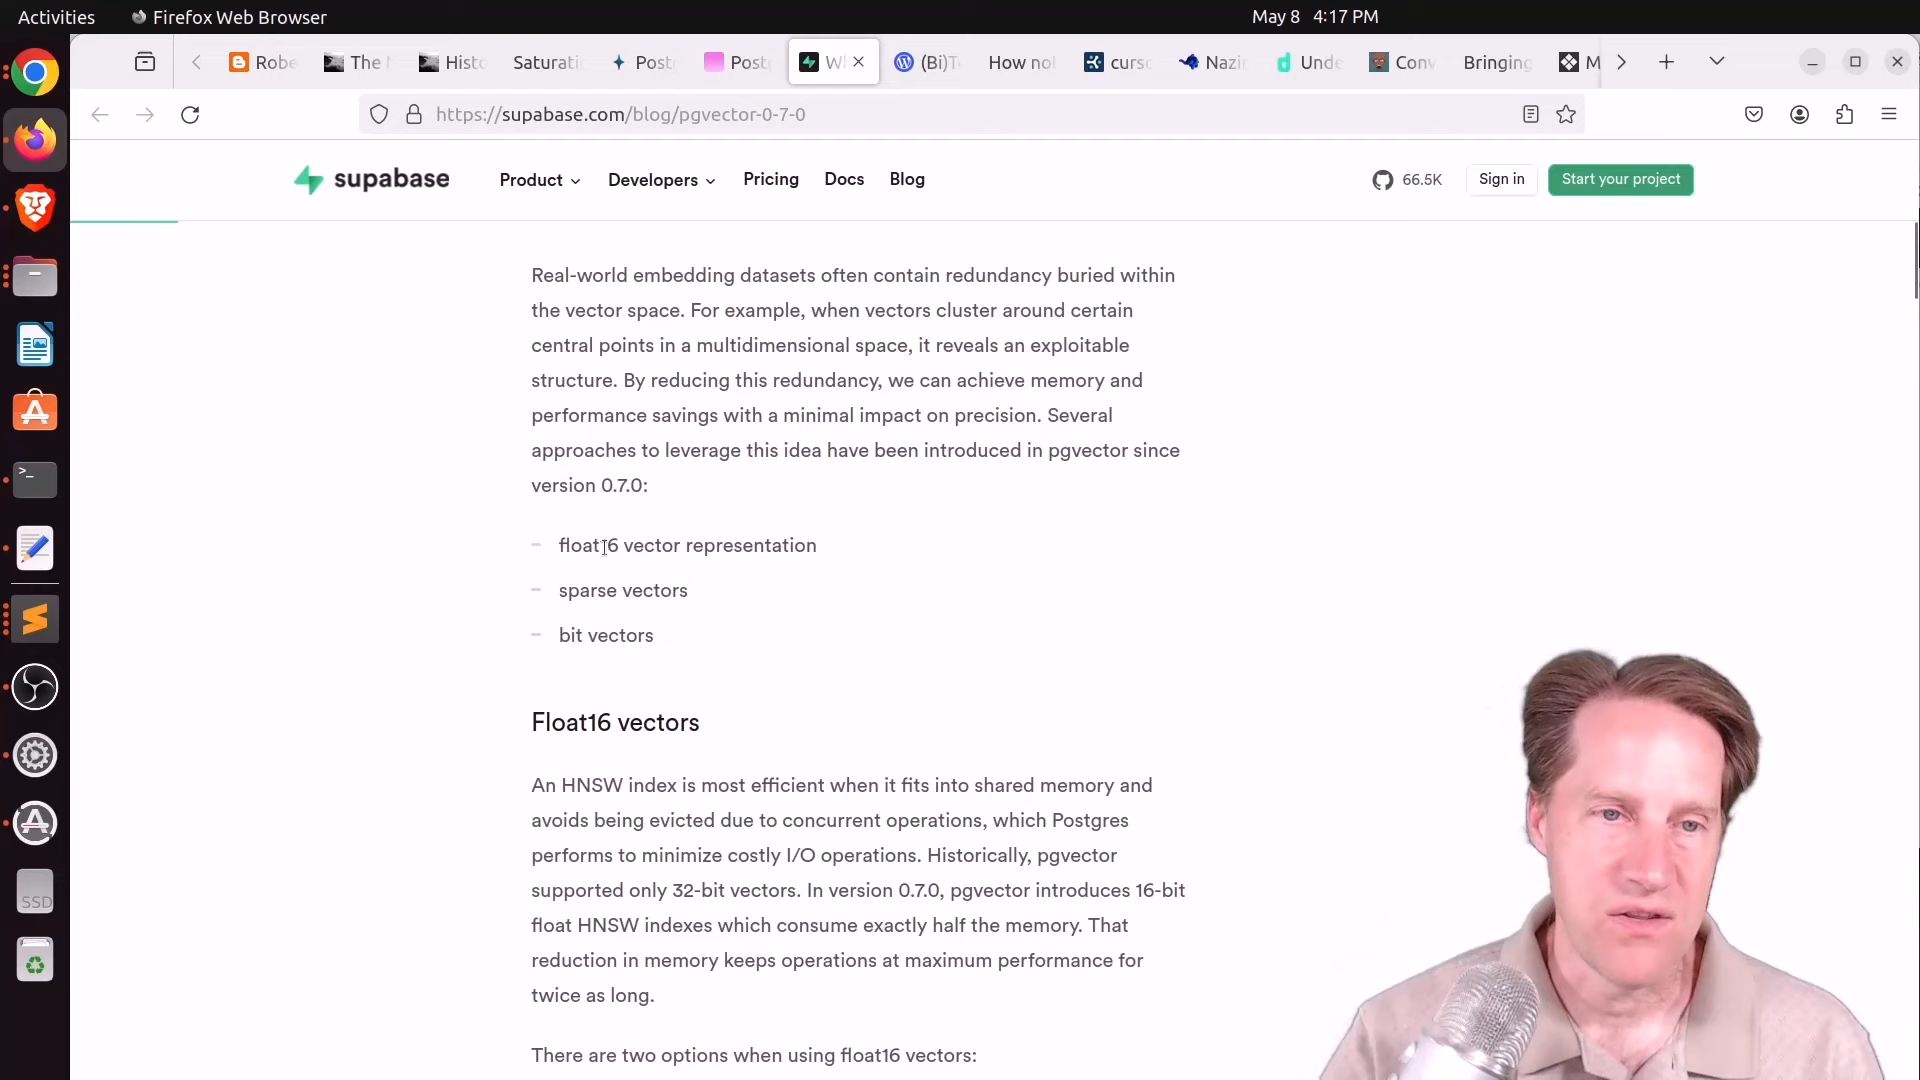 Activities
Firefox Web Browser
May 8 4:17 PM
Robe
The
Histo
Saturati
Post
Post
W
(Bi)T
How no
curs
Nazi
Unde
Conv
Bringing
M
https://supabase.com/blog/pgvector-0-7-0
supabase
Product
Developers
Pricing
Docs
Blog
66.5K
Sign in
Start your project
Real-world embedding datasets often contain redundancy buried within
the vector space. For example, when vectors cluster around certain
central points in a multidimensional space, it reveals an exploitable
structure. By reducing this redundancy, we can achieve memory and
performance savings with a minimal impact on precision. Several
approaches to leverage this idea have been introduced in pgvector since
version 0.7.0:
float16 vector representation
sparse vectors
bit vectors
Float16 vectors
An HNSW index is most efficient when it fits into shared memory and
avoids being evicted due to concurrent operations, which Postgres
performs to minimize costly I/O operations. Historically, pgvector
supported only 32-bit vectors. In version 0.7.0, pgvector introduces 16-bit
float HNSW indexes which consume exactly half the memory. That
reduction in memory keeps operations at maximum performance for
twice as long.
There are two options when using float16 vectors:
SSD